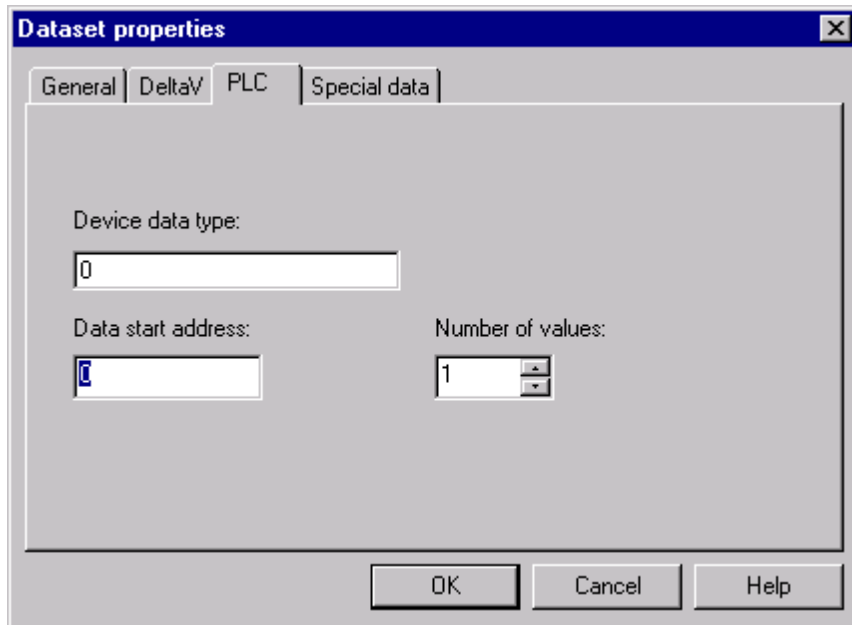 Dataset properties
General DeltaV PLC Special data
Device data type:
0
Data start address: Number of values:
0 1
OK Cancel Help